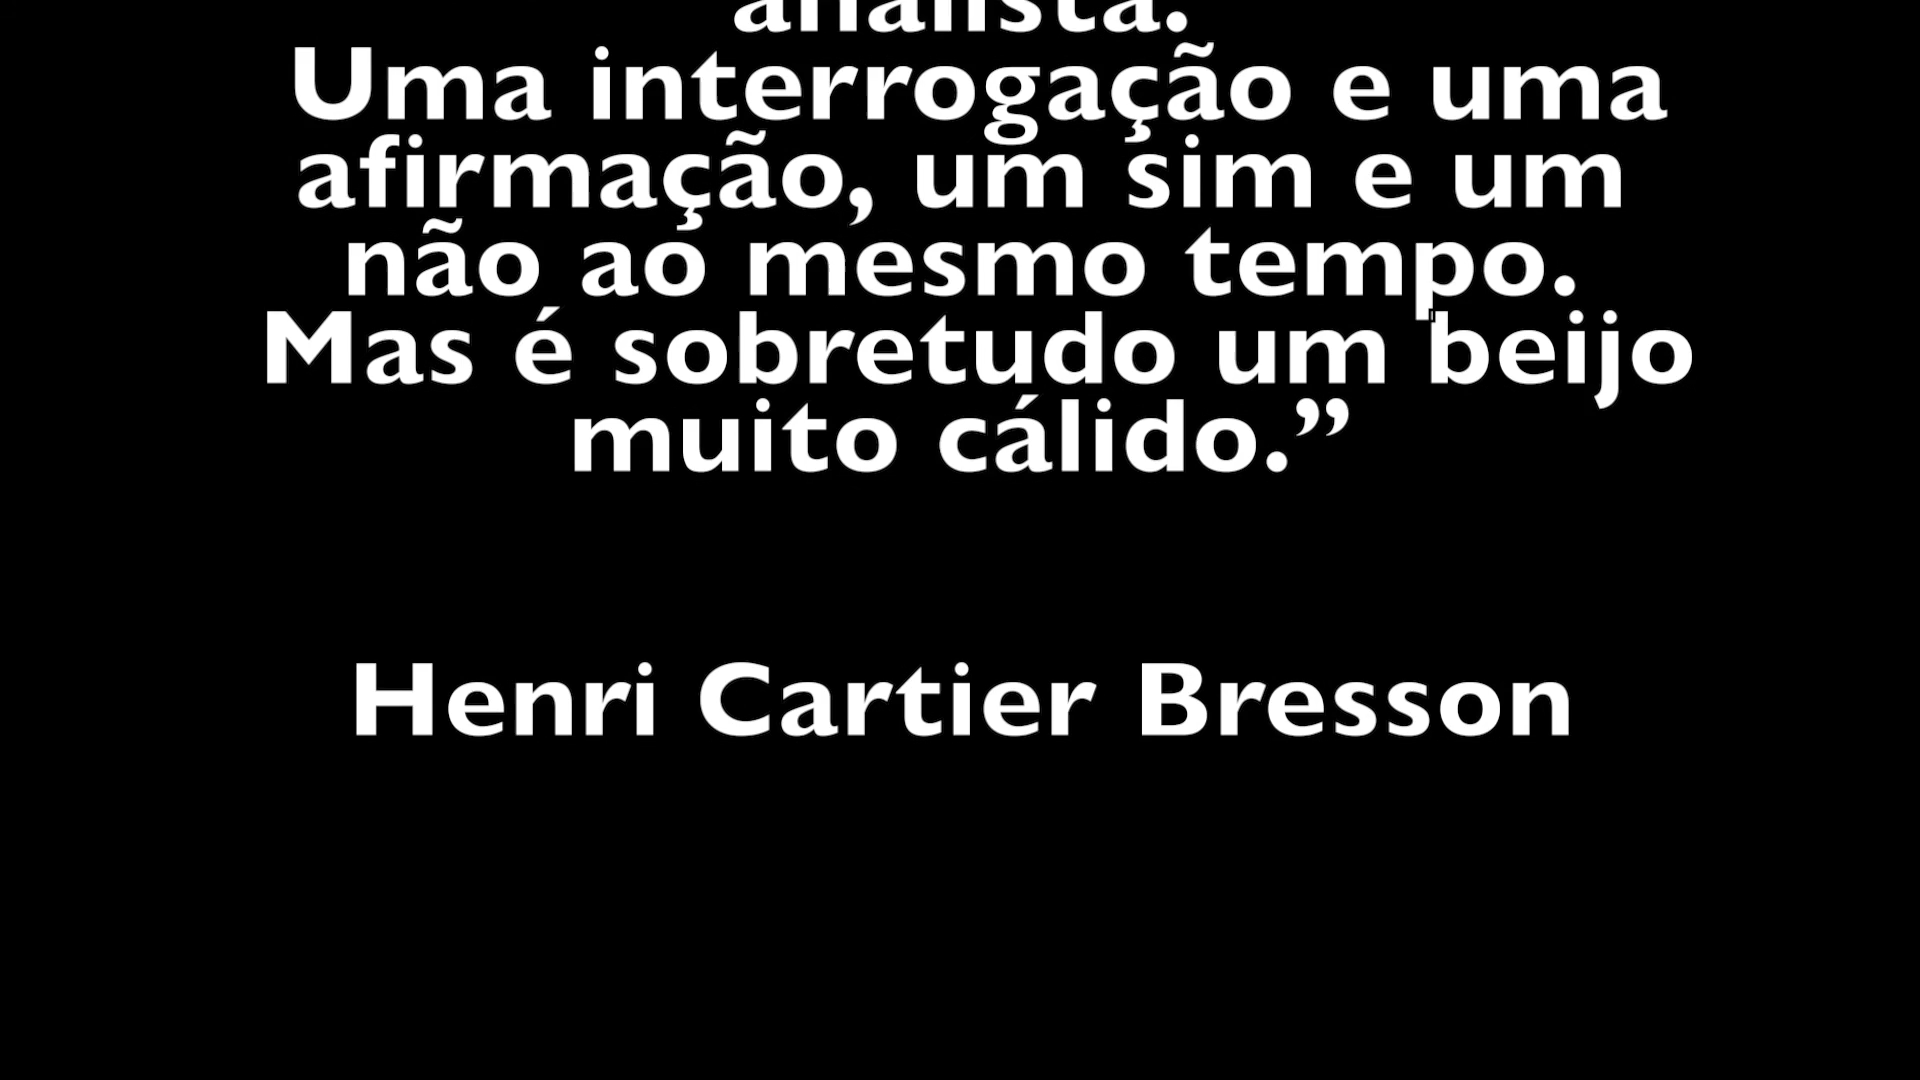 analista.
Uma interrogação e uma
afirmação, um sim e um
não ao mesmo tempo.
Mas é sobretudo um beijo
muito cálido.”
Henri Cartier Bresson